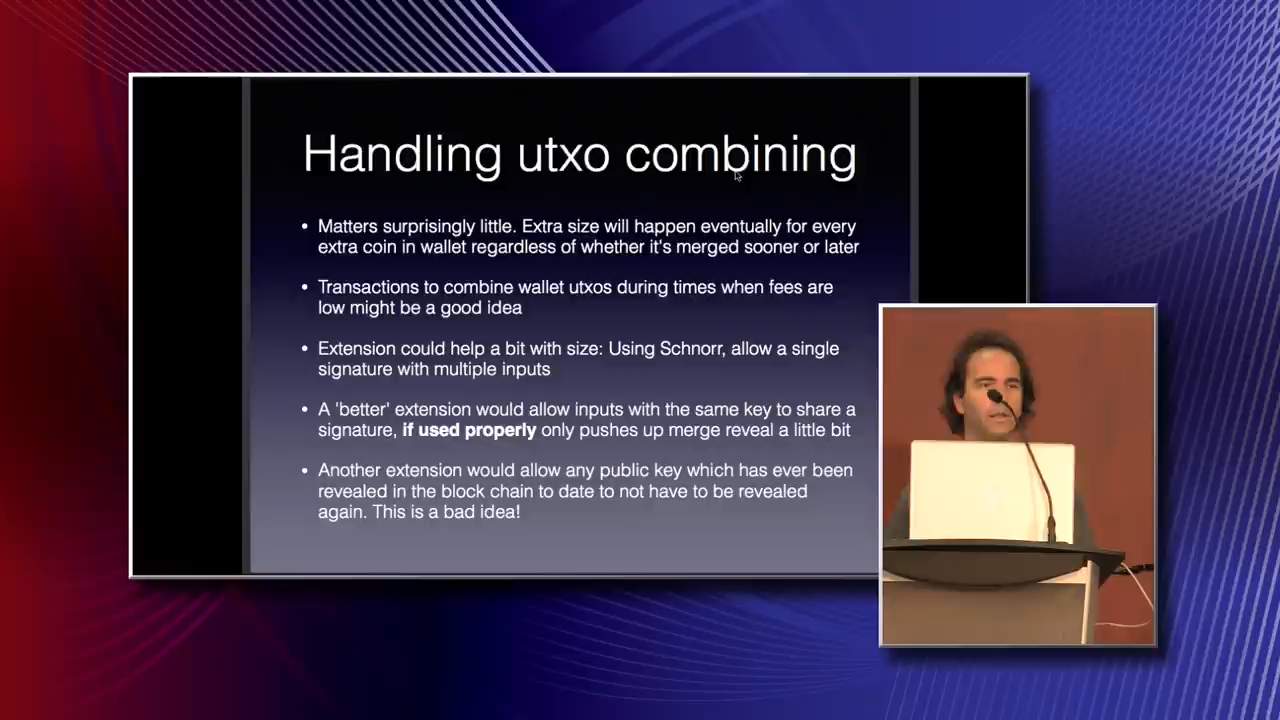 Handling utxo combining
• Matters surprisingly little. Extra size will happen eventually for every
extra coin in wallet regardless of whether it's merged sooner or later
• Transactions to combine wallet utxos during times when fees are
low might be a good idea
• Extension could help a bit with size: Using Schnorr, allow a single
signature with multiple inputs
• A 'better' extension would allow inputs with the same key to share a
signature, if used properly only pushes up merge reveal a little bit
• Another extension would allow any public key which has ever been
revealed in the block chain to date to not have to be revealed
again. This is a bad idea!